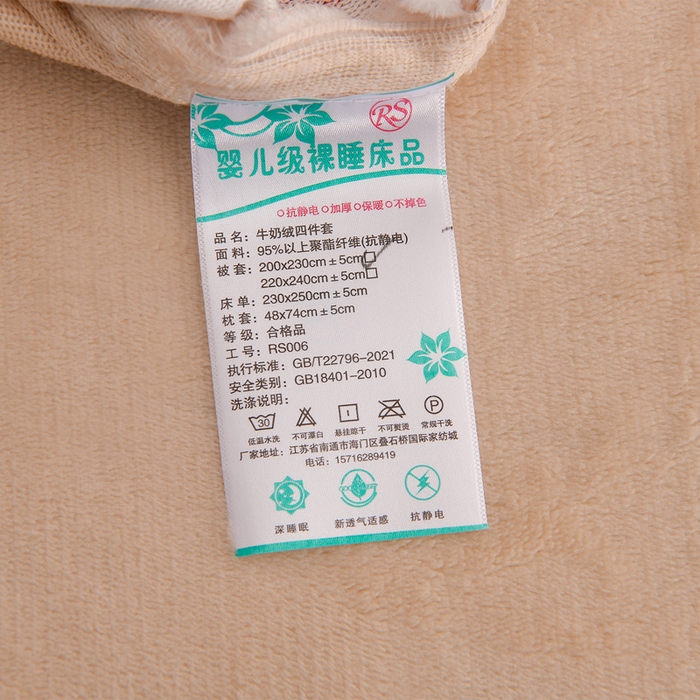 RS
婴儿级裸睡床品
抗静电 加厚 保暖 不掉色
品 名：牛奶绒四件套
面 料：95%以上聚酯纤维(抗静电)
被 套：200x230cm±5cm□
220x240cm±5cm□
床 单：230x250cm±5cm
枕 套：48x74cm±5cm
等 级：合格品
工 号：RS006
执行标准：GB/T22796-2021
安全类别：GB18401-2010
洗涤说明：
30 P
低温水洗 不可漂白 悬挂晾干 不可熨烫 常规干洗
厂家地址：江苏省南通市海门区叠石桥国际家纺城
电话：15716289419
深睡眠 新透气适感 抗静电